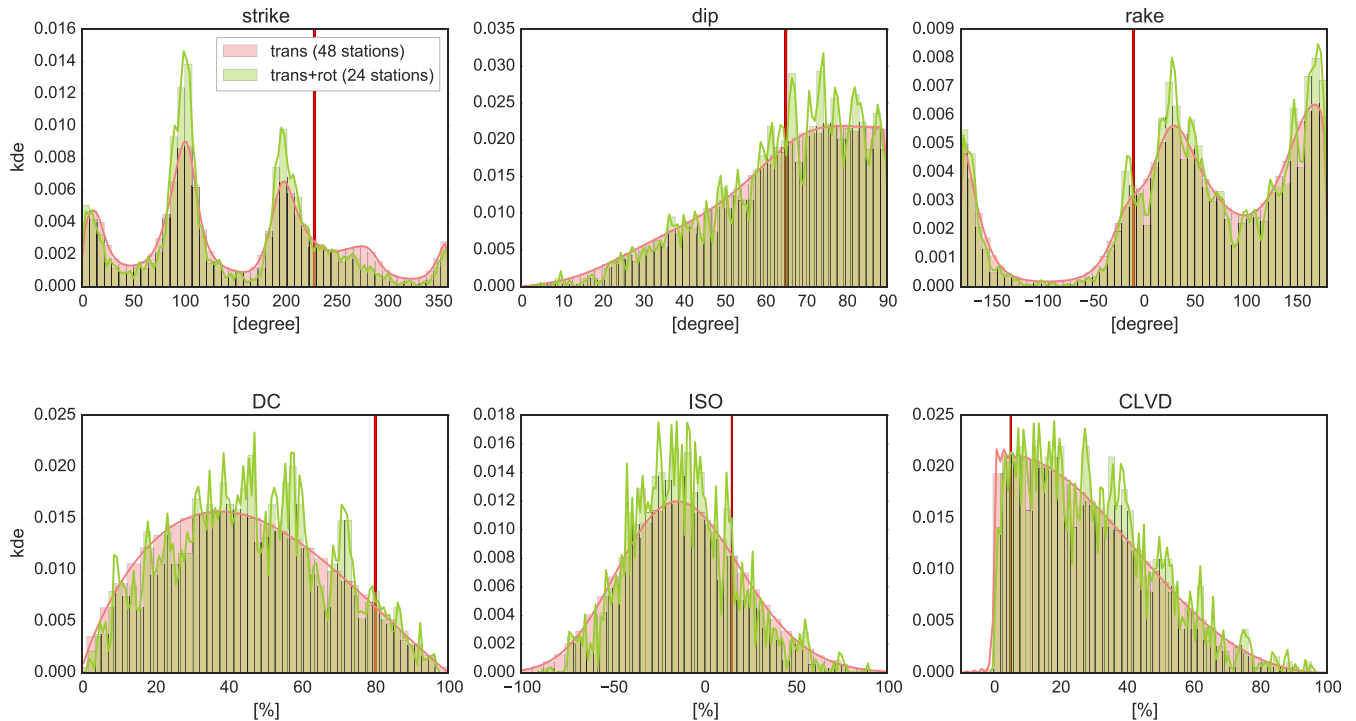 strike
dip
rake
0.016
0.014
0.012
0.010
0.008
0.006
0.004
0.002
0.000
kde
trans (48 stations)
trans+rot (24 stations)
0 100 200 300
[degree]
0.035
0.030
0.025
0.020
0.015
0.010
0.005
0.000
0 10 20 30 40 50 60 70 80 90
[degree]
0.009
0.008
0.007
0.006
0.005
0.004
0.003
0.002
0.001
0.000
−150 −100 −50 0 50 100 150
[degree]
DC
ISO
CLVD
0.025
0.020
0.015
0.010
0.005
0.000
kde
0 20 40 60 80 100
[%]
0.018
0.016
0.014
0.012
0.010
0.008
0.006
0.004
0.002
0.000
−100 −50 0 50 100
[%]
0.025
0.020
0.015
0.010
0.005
0.000
0 20 40 60 80 100
[%]